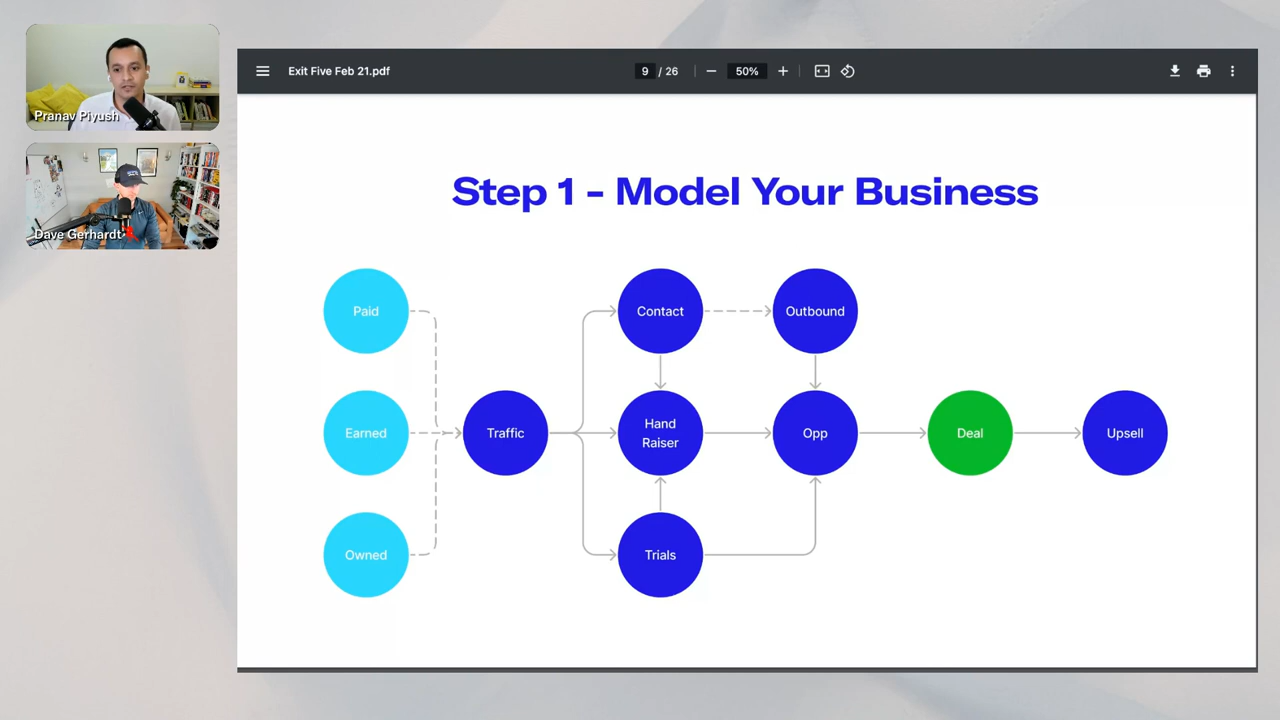 Pranav Piyush
Dave Gerhardt
Exit Five Feb 21.pdf
9 / 26
50%
Step 1 - Model Your Business
Paid
Contact
Outbound
Earned
Traffic
Hand
Raiser
Opp
Deal
Upsell
Owned
Trials